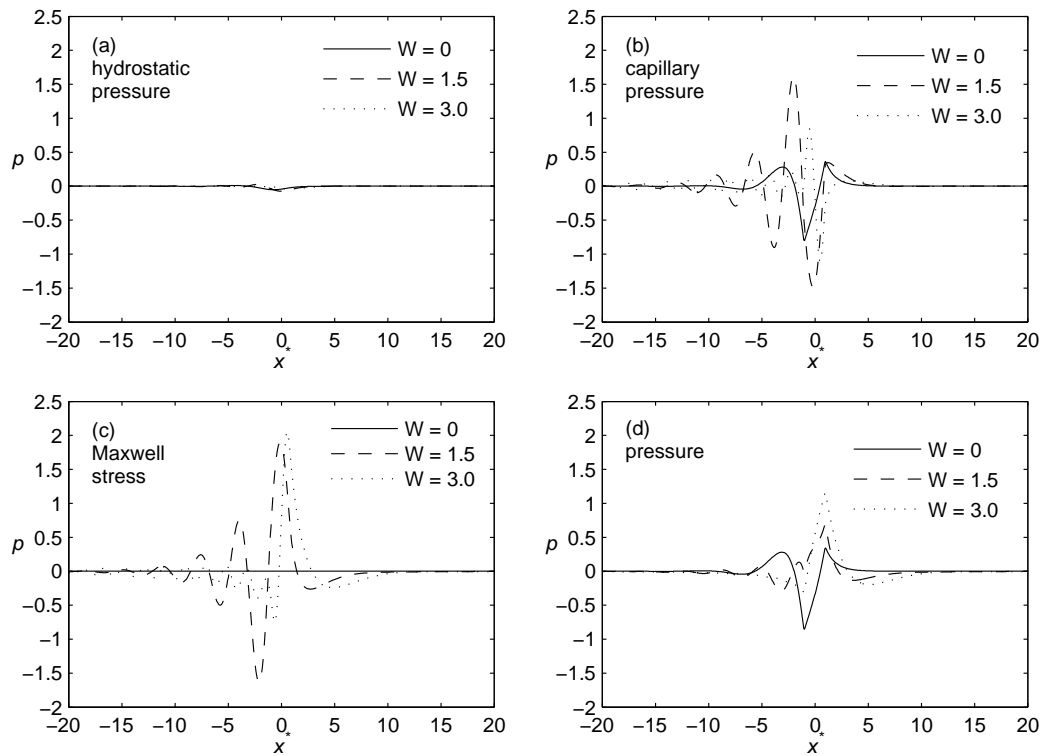 (a)
hydrostatic
pressure
W = 0
W = 1.5
W = 3.0
2.5
2
1.5
1
0.5
0
−0.5
−1
−1.5
−2
p
−20 −15 −10 −5 0 5 10 15 20
x*
(b)
capillary
pressure
W = 0
W = 1.5
W = 3.0
2.5
2
1.5
1
0.5
0
−0.5
−1
−1.5
−2
p
−20 −15 −10 −5 0 5 10 15 20
x*
(c)
Maxwell
stress
W = 0
W = 1.5
W = 3.0
2.5
2
1.5
1
0.5
0
−0.5
−1
−1.5
−2
p
−20 −15 −10 −5 0 5 10 15 20
x*
(d)
pressure
W = 0
W = 1.5
W = 3.0
2.5
2
1.5
1
0.5
0
−0.5
−1
−1.5
−2
p
−20 −15 −10 −5 0 5 10 15 20
x*